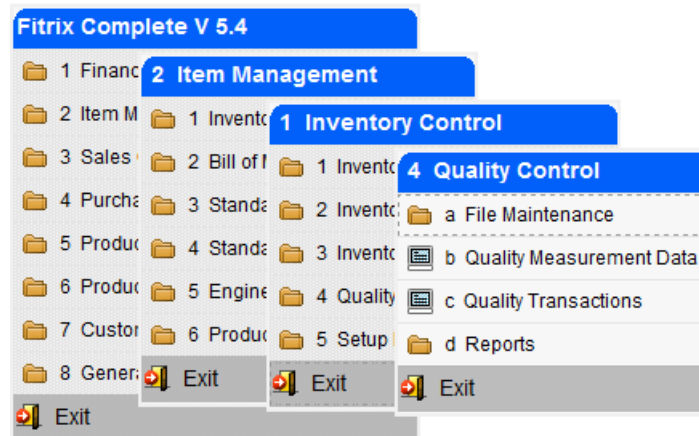 Fitrix Complete V 5.4
1 Financ
2 Item M
3 Sales
4 Purcha
5 Produc
6 Produc
7 Custor
8 Genera
Exit
2 Item Management
1 Invento
2 Bill of M
3 Standa
4 Standa
5 Engine
6 Produc
Exit
1 Inventory Control
1 Invento
2 Invento
3 Invento
4 Quality
5 Setup
Exit
4 Quality Control
a File Maintenance
b Quality Measurement Data
c Quality Transactions
d Reports
Exit